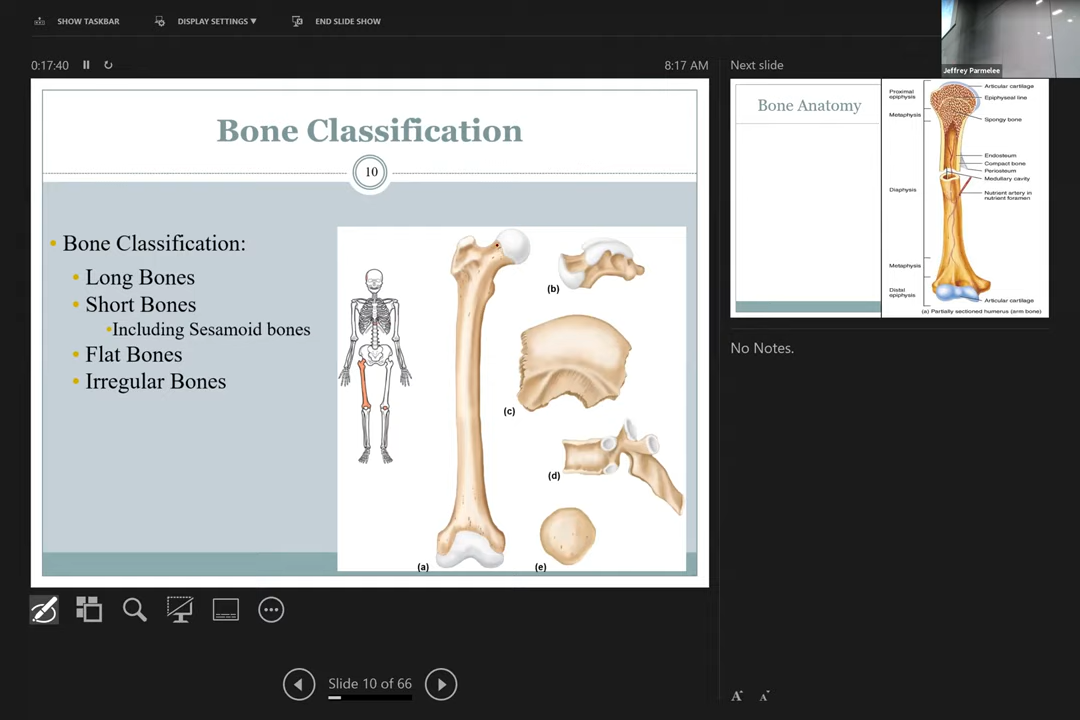 SHOW TASKBAR
DISPLAY SETTINGS ▼
END SLIDE SHOW
Jeffrey Parmelee
0:17:40
8:17 AM
Next slide
Bone Classification
10
• Bone Classification:
• Long Bones
• Short Bones
•Including Sesamoid bones
• Flat Bones
• Irregular Bones
(a)
(b)
(c)
(d)
(e)
Bone Anatomy
Proximal
epiphysis
Metaphysis
Diaphysis
Metaphysis
Distal
epiphysis
Articular cartilage
Epiphyseal line
Spongy bone
Endosteum
Compact bone
Periosteum
Medullary cavity
Nutrient artery in
nutrient foramen
Articular cartilage
(a) Partially sectioned humerus (arm bone)
No Notes.
Slide 10 of 66
A A